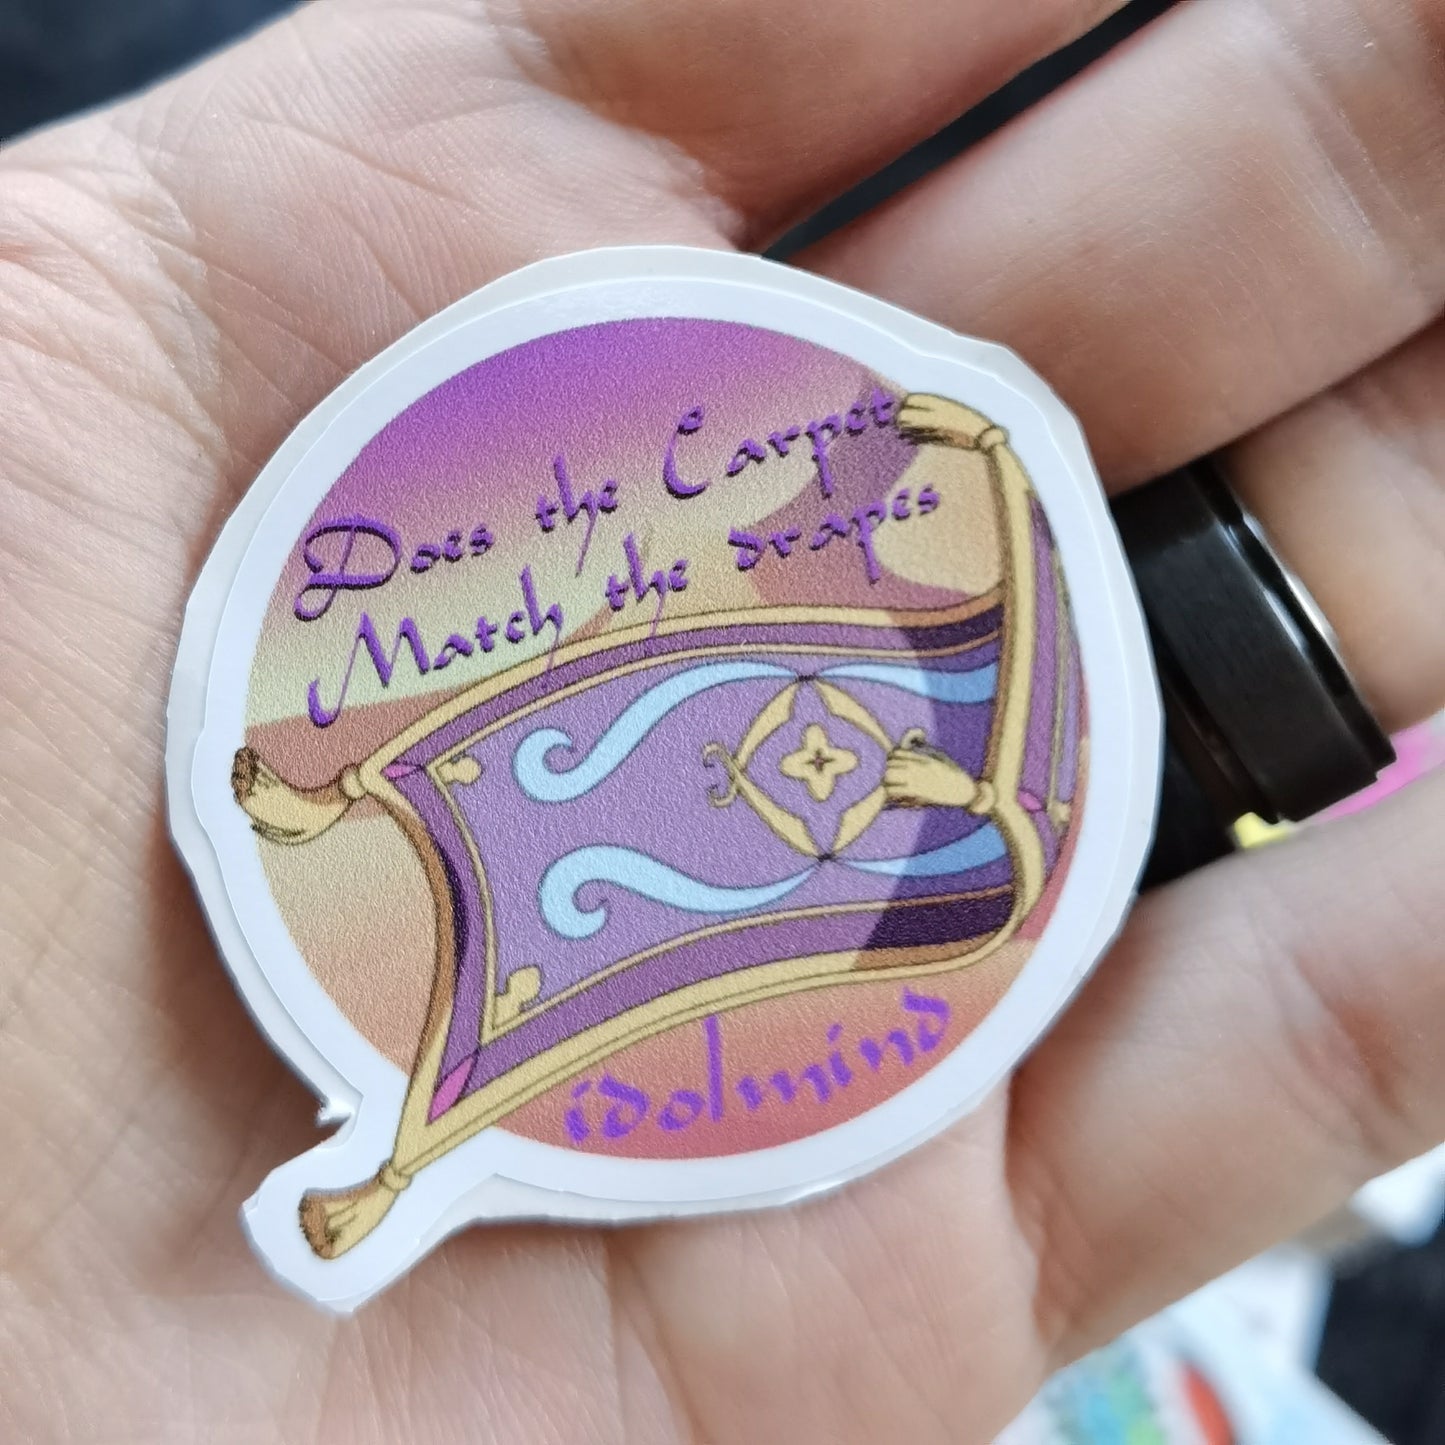 Does the Carpet
Match the drapes
idolmind